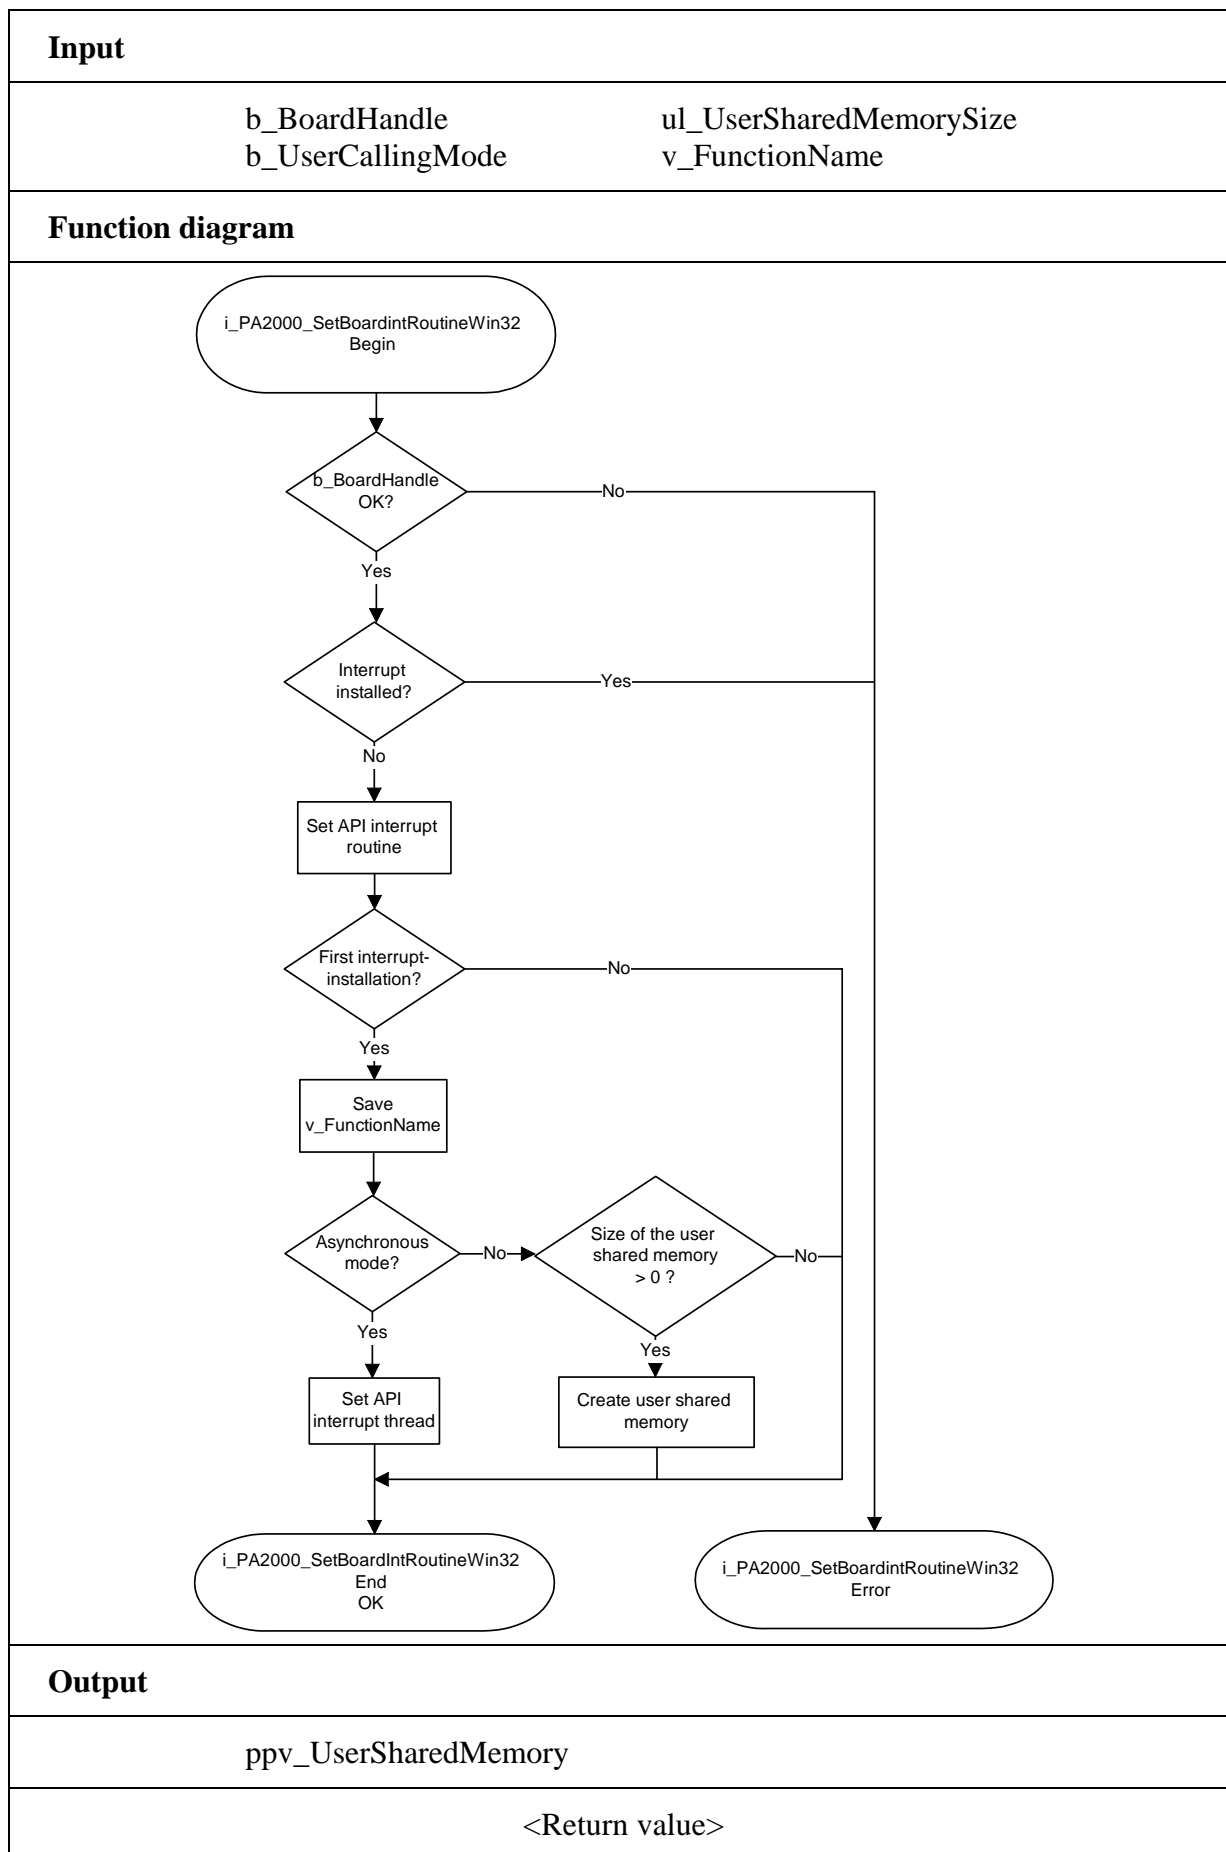 Input
b_BoardHandle ul_UserSharedMemorySize
b_UserCallingMode v_FunctionName
Function diagram
i_PA2000_SetBoardintRoutineWin32
Begin
b_BoardHandle
OK?
No
Yes
Interrupt
installed?
Yes
No
Set API interrupt
routine
First interrupt-
installation?
No
Yes
Save
v_FunctionName
Asynchronous
mode?
No
Size of the user
shared memory
> 0 ?
No
Yes
Yes
Set API
interrupt thread
Create user shared
memory
i_PA2000_SetBoardIntRoutineWin32
End
OK
i_PA2000_SetBoardintRoutineWin32
Error
Output
ppv_UserSharedMemory
<Return value>